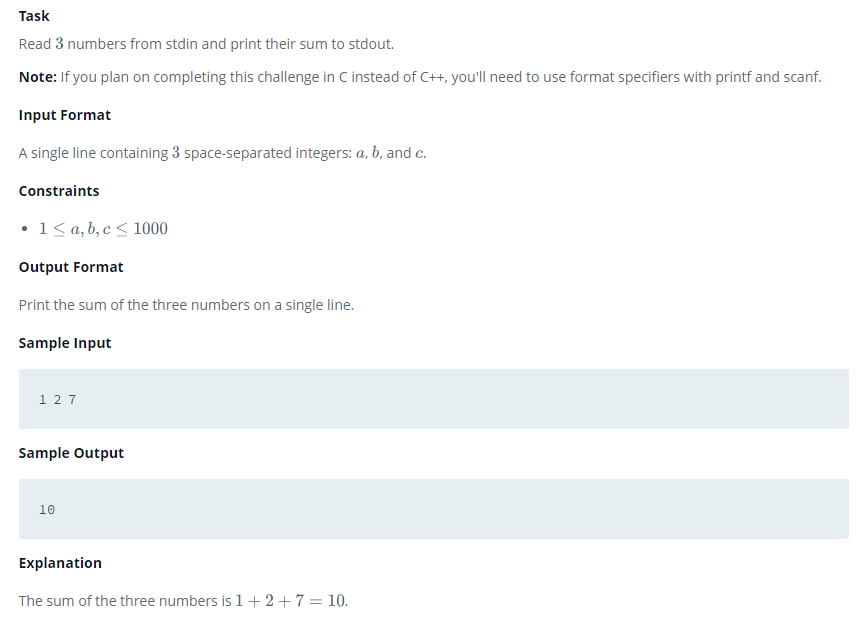 Task
Read 3 numbers from stdin and print their sum to stdout.
Note: If you plan on completing this challenge in C instead of C++, you'll need to use format specifiers with printf and scanf.
Input Format
A single line containing 3 space-separated integers: a, b, and c.
Constraints
• 1 ≤ a, b, c ≤ 1000
Output Format
Print the sum of the three numbers on a single line.
Sample Input
1 2 7
Sample Output
10
Explanation
The sum of the three numbers is 1 + 2 + 7 = 10.